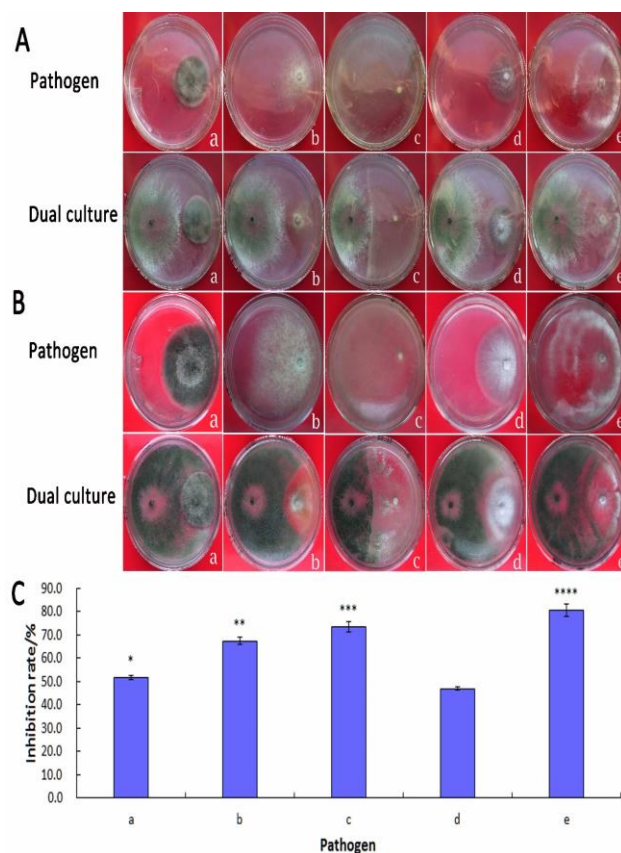 A
Pathogen
a b c d e
Dual culture
a b c d e
B
Pathogen
a b c d e
Dual culture
a b c d e
C
Inhibition rate/%
90.0
80.0
70.0
60.0
50.0
40.0
30.0
20.0
10.0
0.0
* ** *** ****
a b c d e
Pathogen